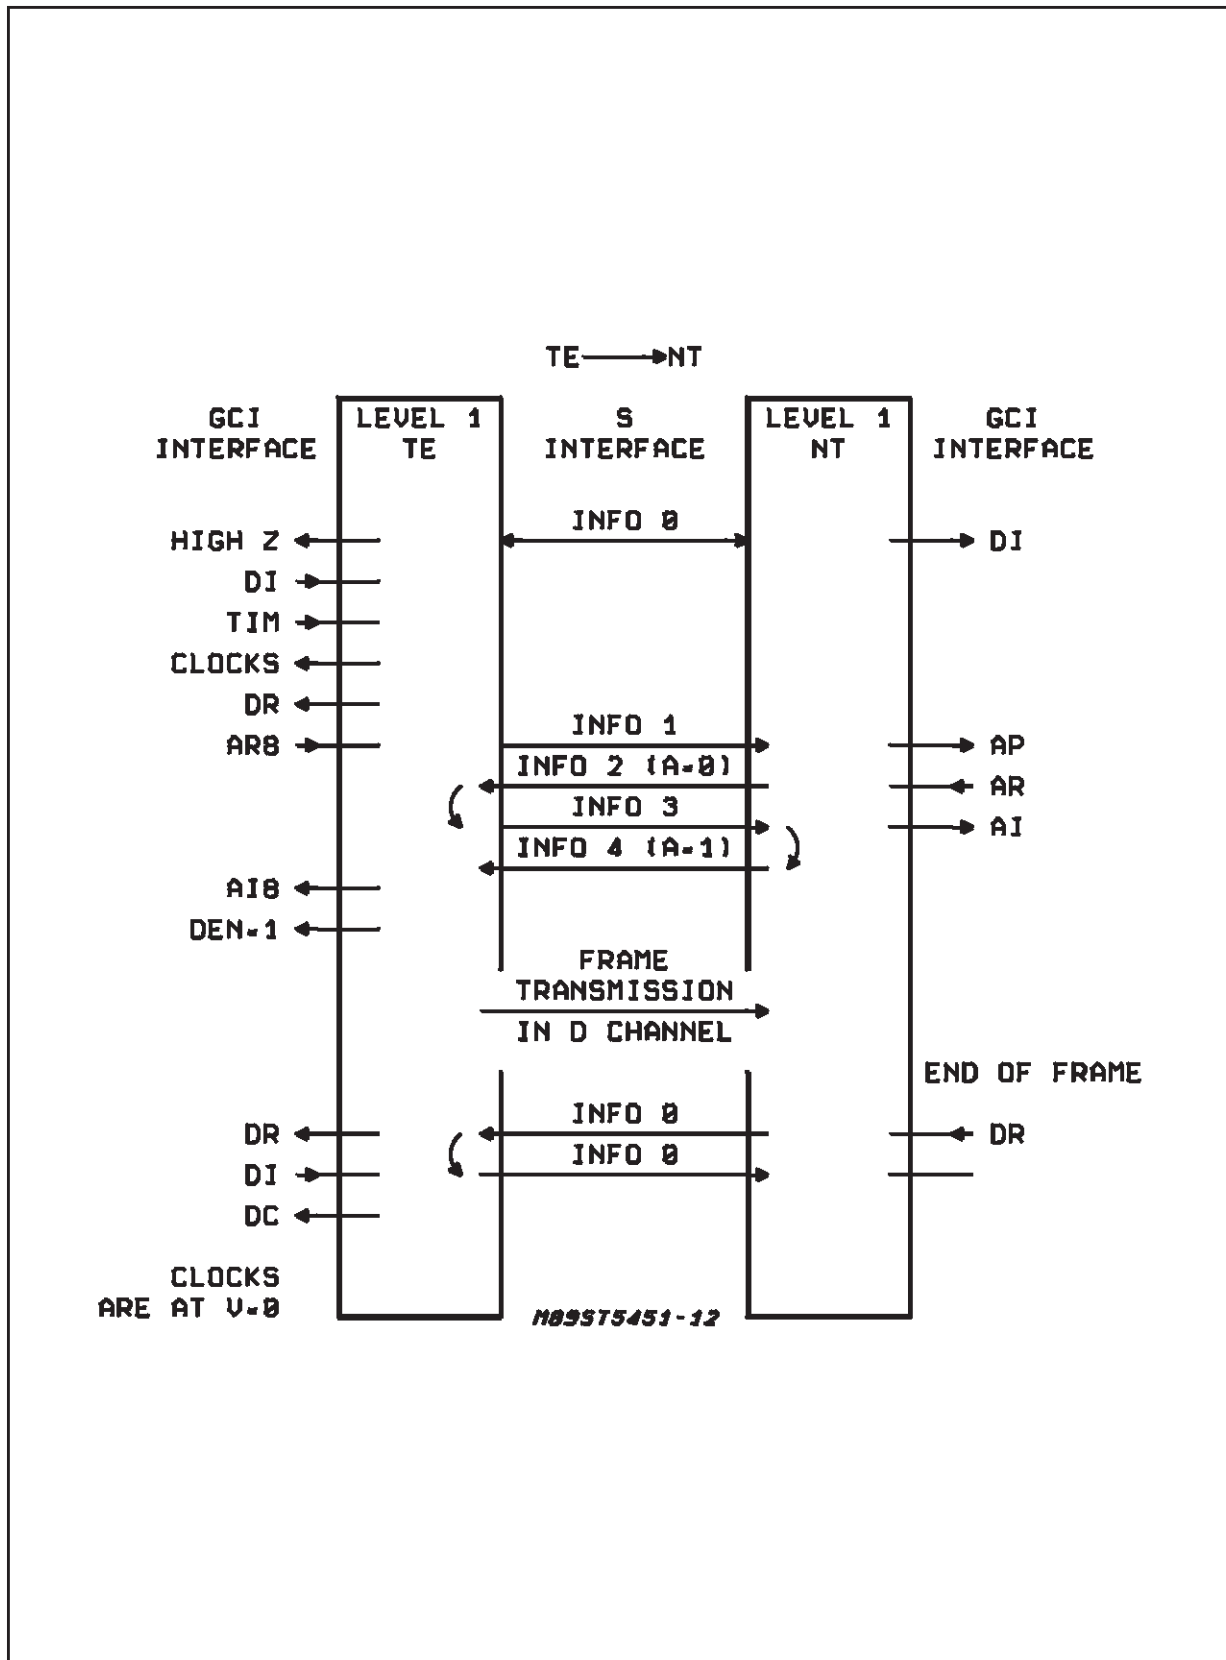 TE NT
GCI INTERFACE
LEVEL 1 TE
S INTERFACE
LEVEL 1 NT
GCI INTERFACE
HIGH Z
INFO 0
DI
DI
TIM
CLOCKS
DR
AR8
INFO 1
AP
INFO 2 (A=0)
AR
INFO 3
AI
INFO 4 (A=1)
AI8
DEN=1
FRAME
TRANSMISSION
IN D CHANNEL
END OF FRAME
DR
INFO 0
DR
DI
INFO 0
DC
CLOCKS
ARE AT V=0
M89ST5451-12